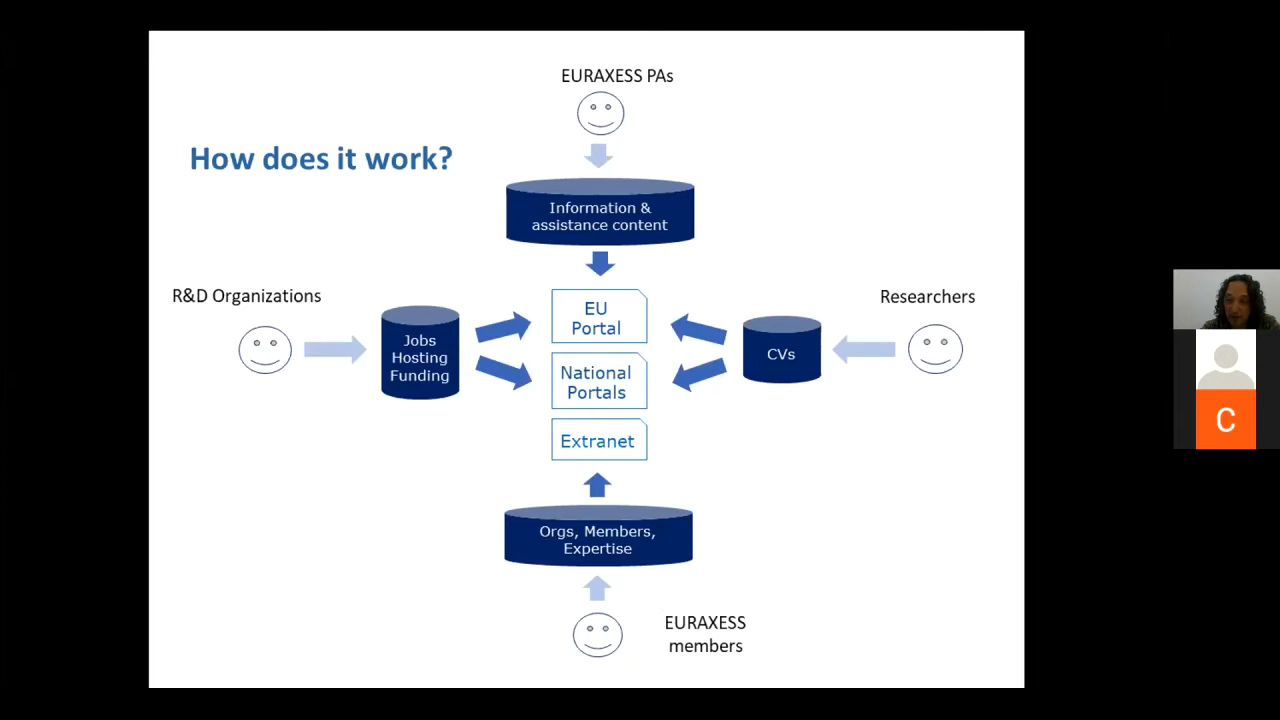 EURAXESS PAs
How does it work?
Information &
assistance content
R&D Organizations
Jobs
Hosting
Funding
EU
Portal
National
Portals
Extranet
CVs
Researchers
C
Orgs, Members,
Expertise
EURAXESS
members